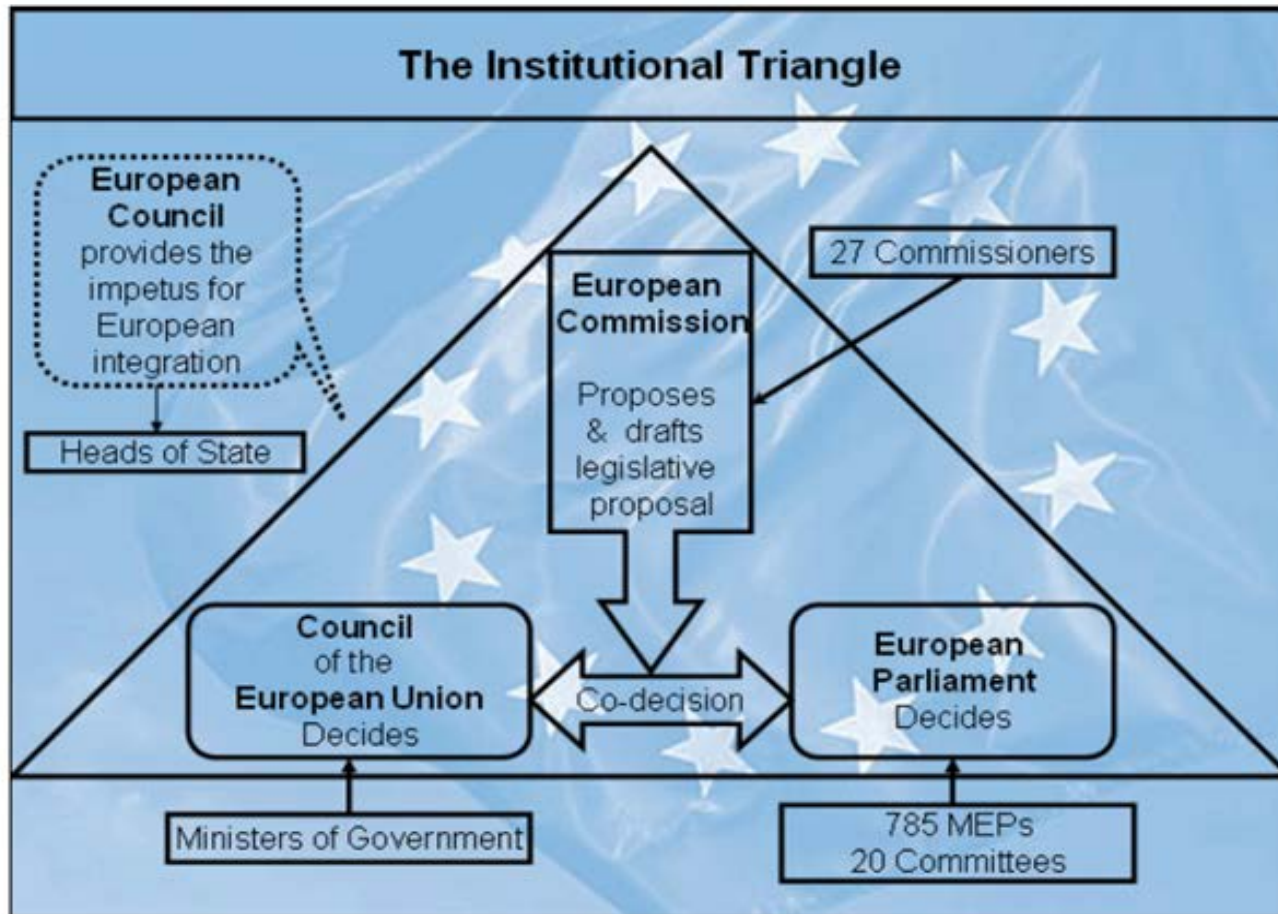 The Institutional Triangle
European
Council
provides the
impetus for
European
integration
Heads of State
27 Commissioners
European
Commission
Proposes
& drafts
legislative
proposal
Council
of the
European Union
Decides
Co-decision
European
Parliament
Decides
Ministers of Government
785 MEPs
20 Committees